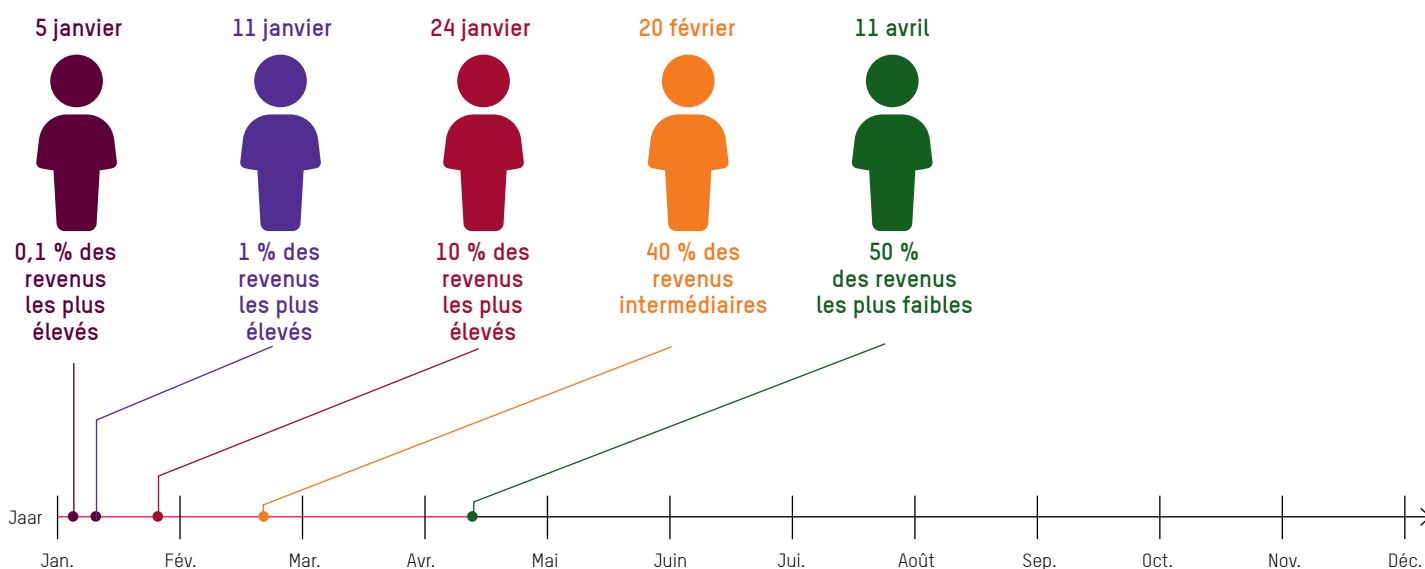 5 janvier
11 janvier
24 janvier
20 février
11 avril
0,1 % des
revenus
les plus
élevés
1 % des
revenus
les plus
élevés
10 % des
revenus
les plus
élevés
40 % des
revenus
intermédiaires
50 %
des revenus
les plus faibles
Jaar
Jan.
Fév.
Mar.
Avr.
Mai
Juin
Jui.
Août
Sep.
Oct.
Nov.
Déc.